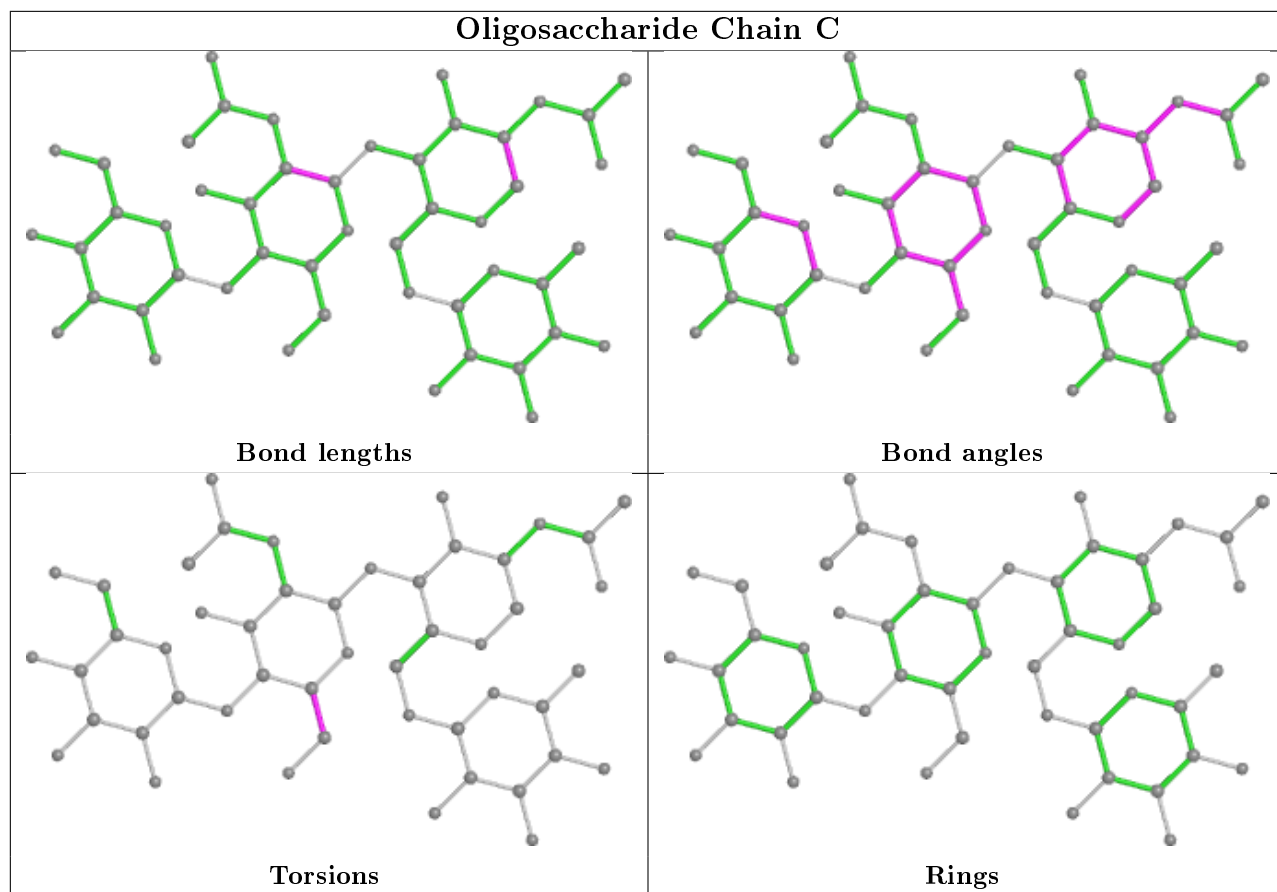 Oligosaccharide Chain C
Bond lengths
Bond angles
Torsions
Rings